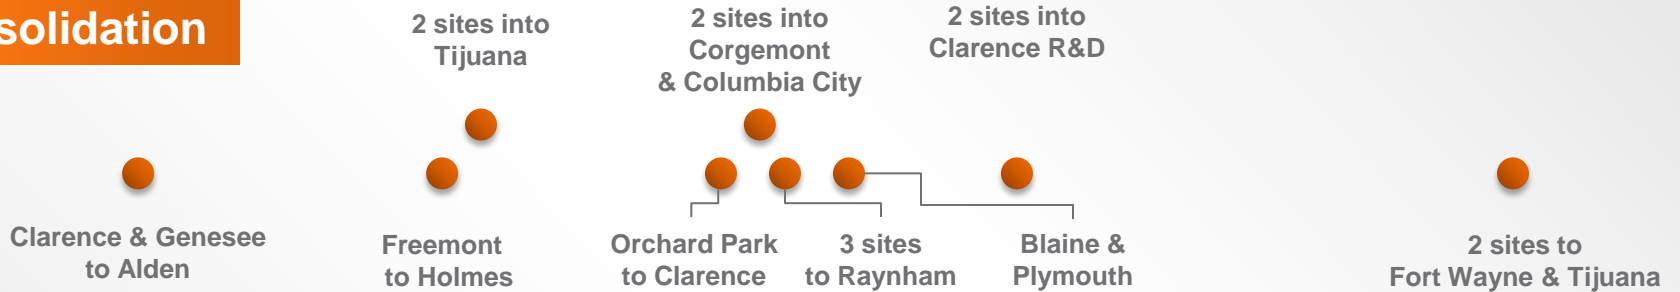 solidation
2 sites into
Tijuana
2 sites into
Corgemont
& Columbia City
2 sites into
Clarence R&D
Clarence & Genesee
to Alden
Freemont
to Holmes
Orchard Park
to Clarence
3 sites
to Raynham
Blaine &
Plymouth
2 sites to
Fort Wayne & Tijuana